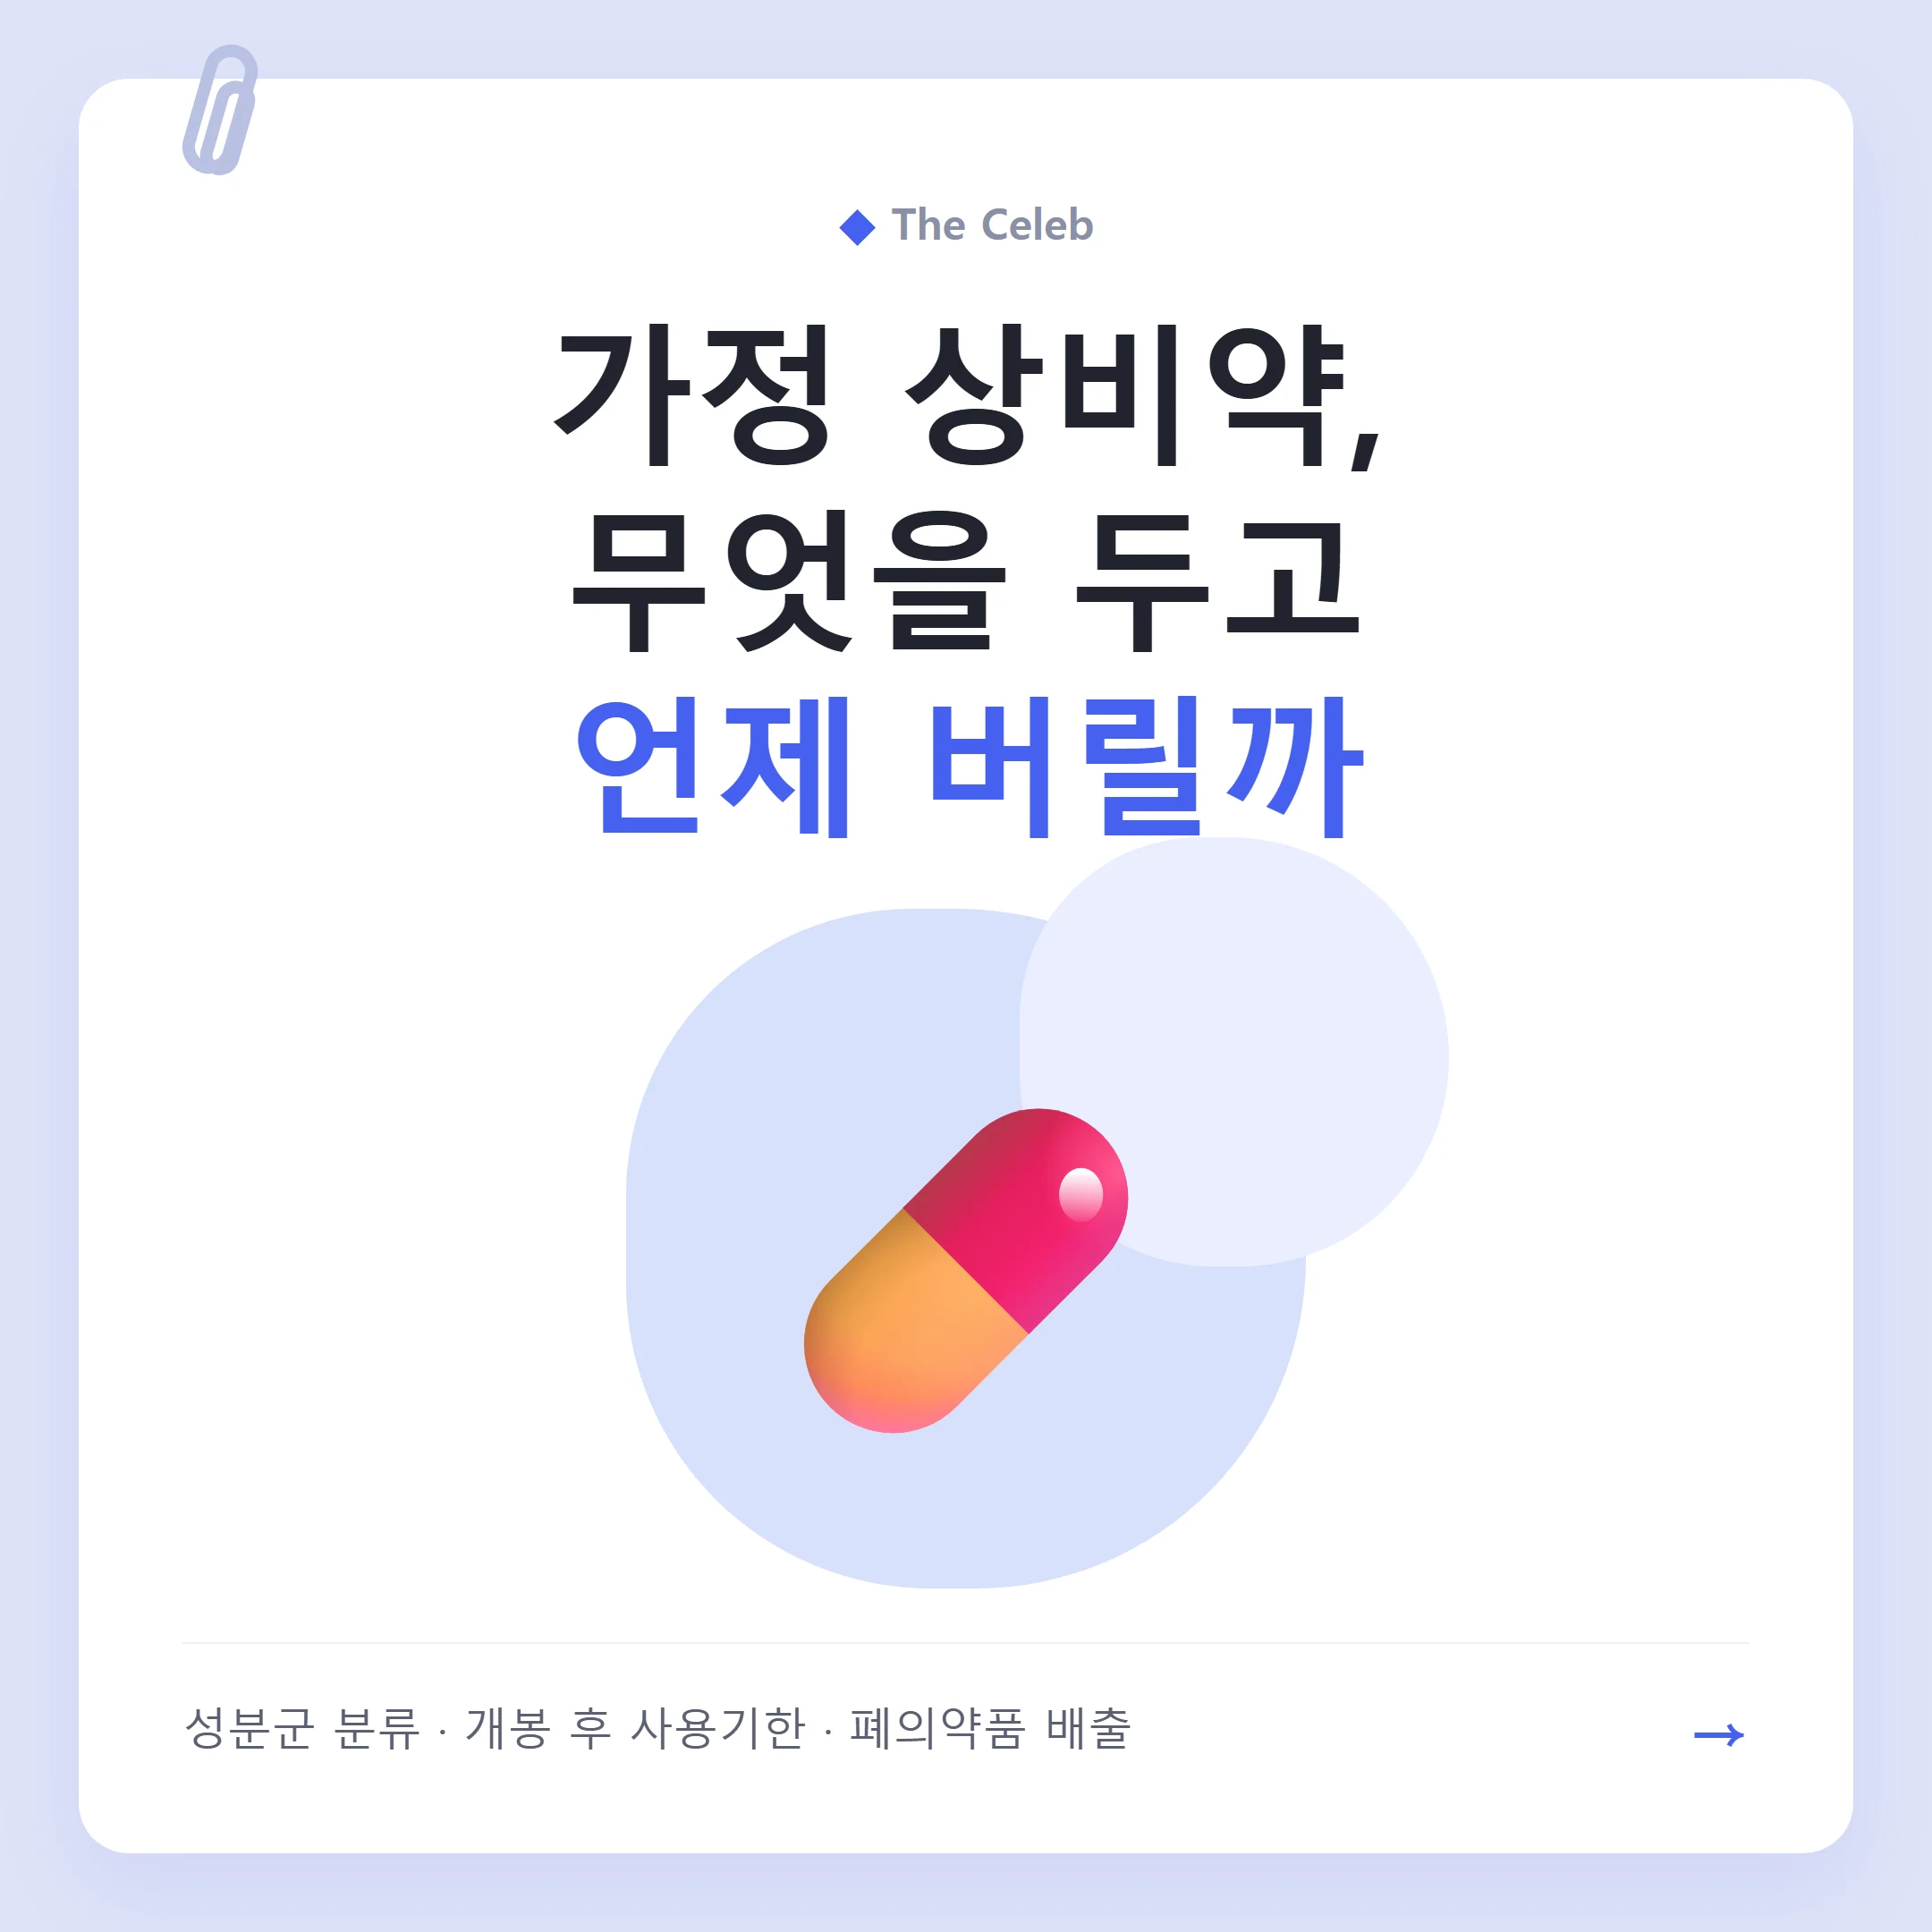 The Celeb
가정 상비약,
무엇을 두고
언제 버릴까
성분군 분류 · 개봉 후 사용기한 · 폐의약품 배출